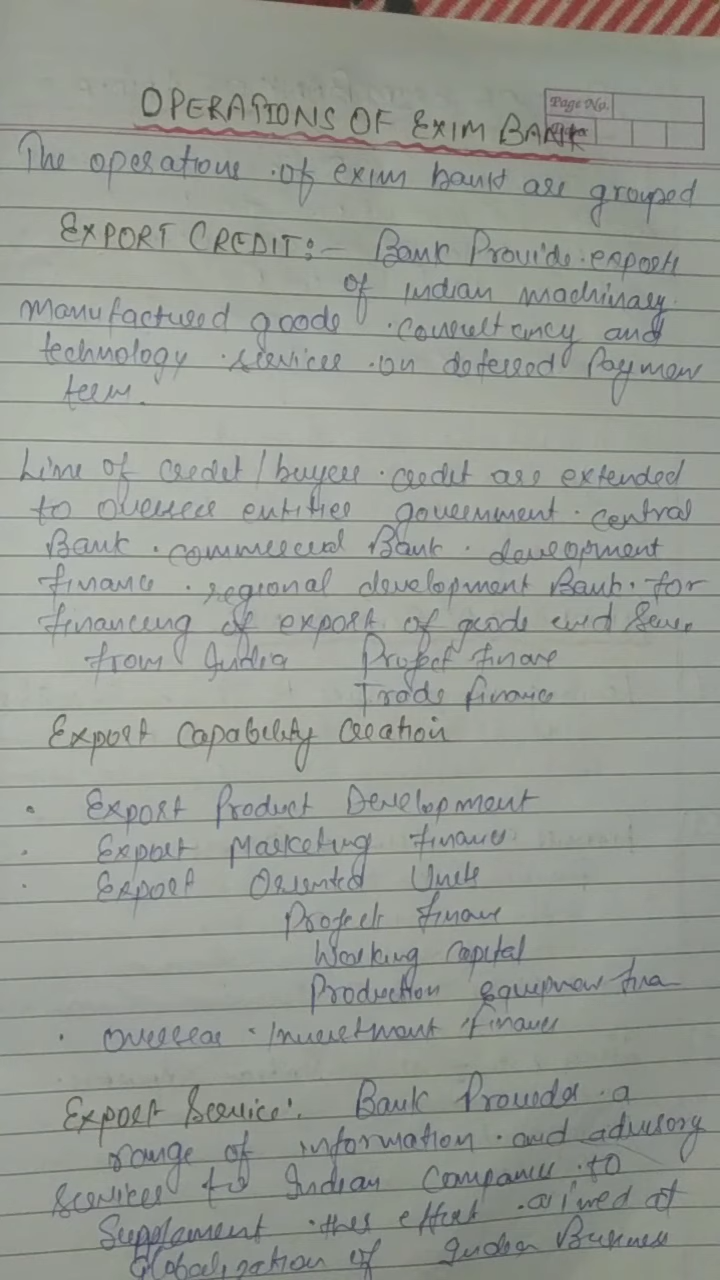 Page No.
OPERATIONS OF EXIM BANK
The operations of exim bank are grouped
EXPORT CREDIT:- Bank Provide exports
of Indian machinary
manufactured goods consultancy and
technology services on deferred Paymen
term.
Line of credit / buyers credit are extended
to overseas entities government central
Bank commercial Bank development
finance regional development Bank for
financing of export of goods and
from India Project finance
Trade finance
Export Capability Creation
• Export Product Development
• Export Marketing finance
• Export Oriented Units
Project finance
Working Capital
Production Equipmen fina
• Overseas Investment finance
Export Service: Bank Provides a
range of information and advisory
Services to Indian Companies to
Supplement effort aimed at
Globalization of Indian Business